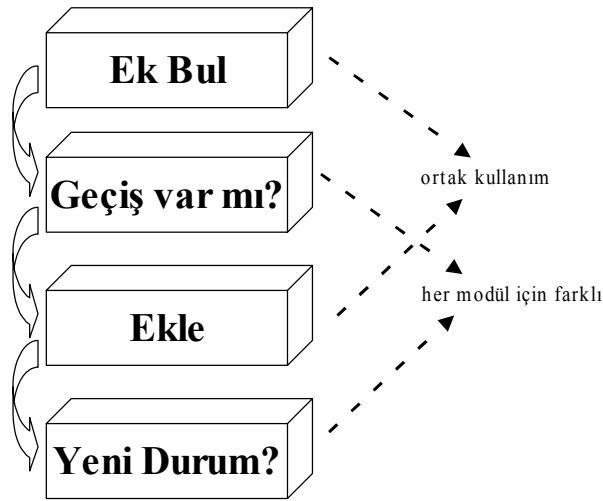 Ek Bul
Geçiş var mı?
Ekle
Yeni Durum?
ortak kullanım
her modül için farklı